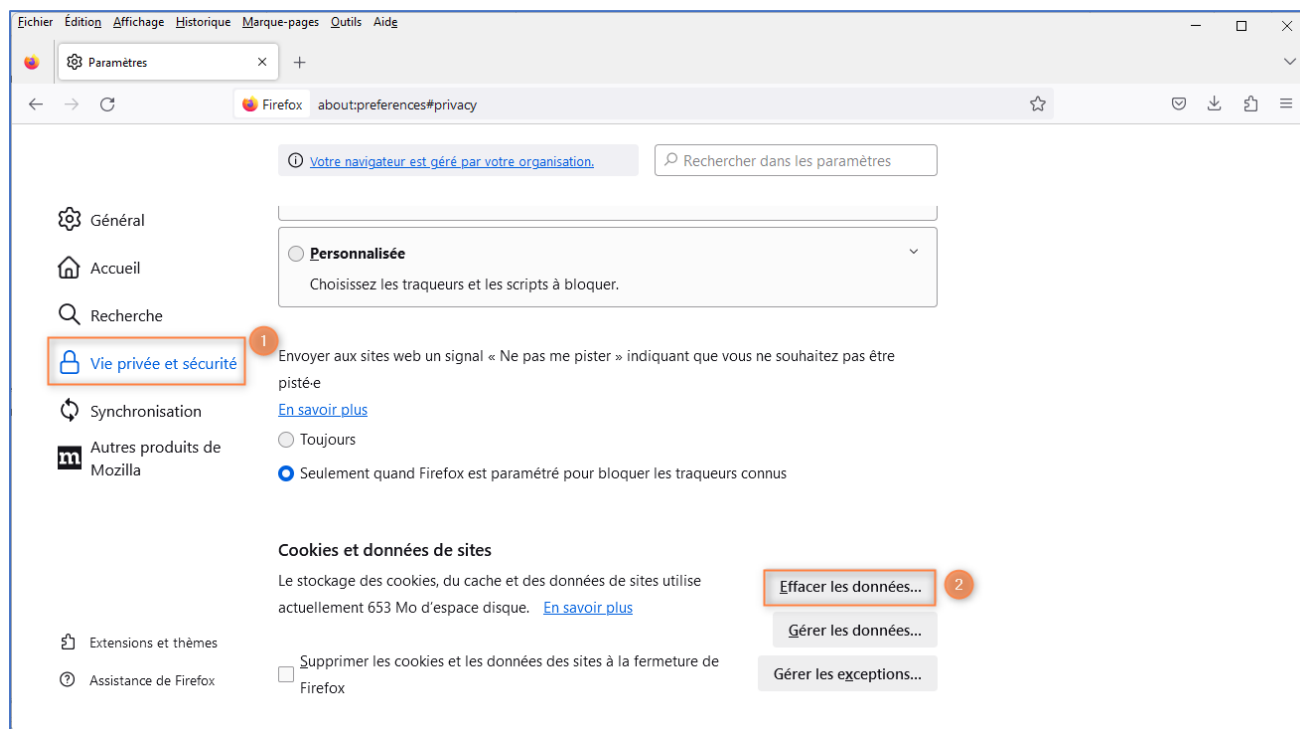 Fichier Édition Affichage Historique Marque-pages Outils Aide
Paramètres
Firefox about:preferences#privacy
Votre navigateur est géré par votre organisation.
Rechercher dans les paramètres
Général
Accueil
Recherche
Vie privée et sécurité
1
Synchronisation
Autres produits de
Mozilla
Extensions et thèmes
Assistance de Firefox
Personnalisée
Choisissez les traqueurs et les scripts à bloquer.
Envoyer aux sites web un signal « Ne pas me pister » indiquant que vous ne souhaitez pas être
pisté·e
En savoir plus
Toujours
Seulement quand Firefox est paramétré pour bloquer les traqueurs connus
Cookies et données de sites
Le stockage des cookies, du cache et des données de sites utilise
actuellement 653 Mo d'espace disque. En savoir plus
Effacer les données...
2
Gérer les données...
Supprimer les cookies et les données des sites à la fermeture de
Firefox
Gérer les exceptions...